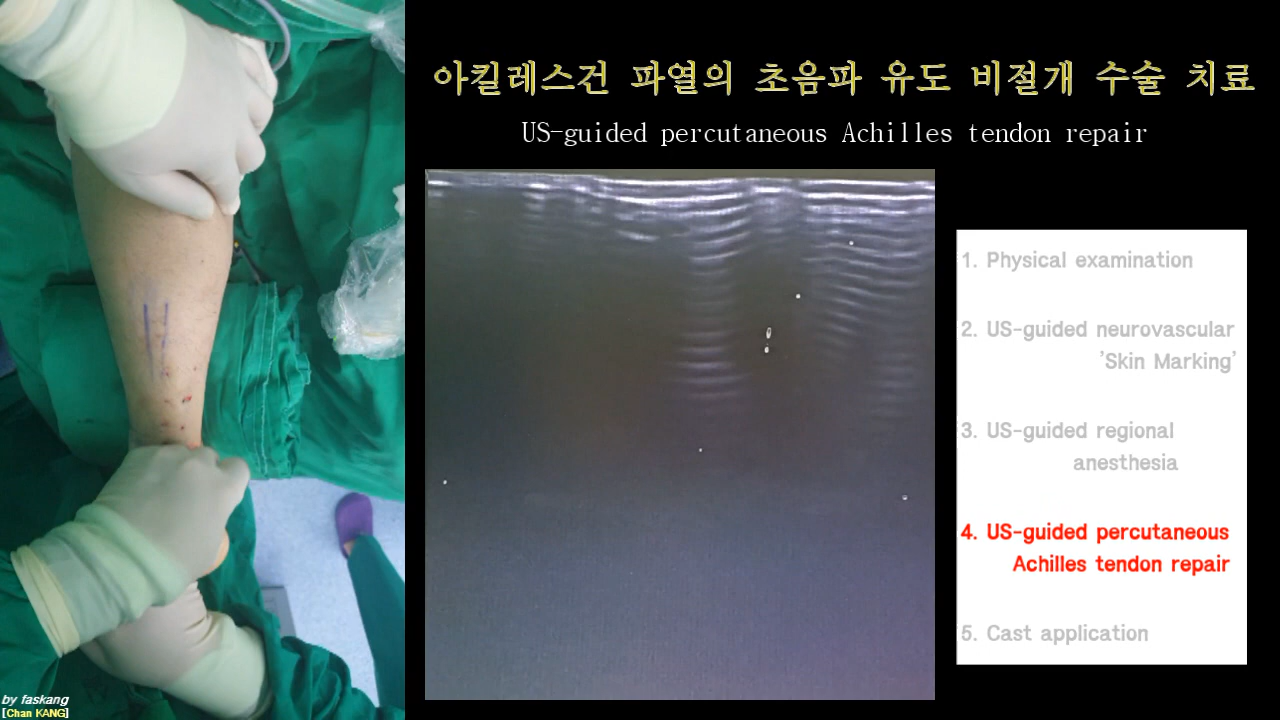 아킬레스건 파열의 초음파 유도 비절개 수술 치료
US-guided percutaneous Achilles tendon repair
1. Physical examination
2. US-guided neurovascular
'Skin Marking'
3. US-guided regional
anesthesia
4. US-guided percutaneous
Achilles tendon repair
5. Cast application
by faskang
[Chan KANG]